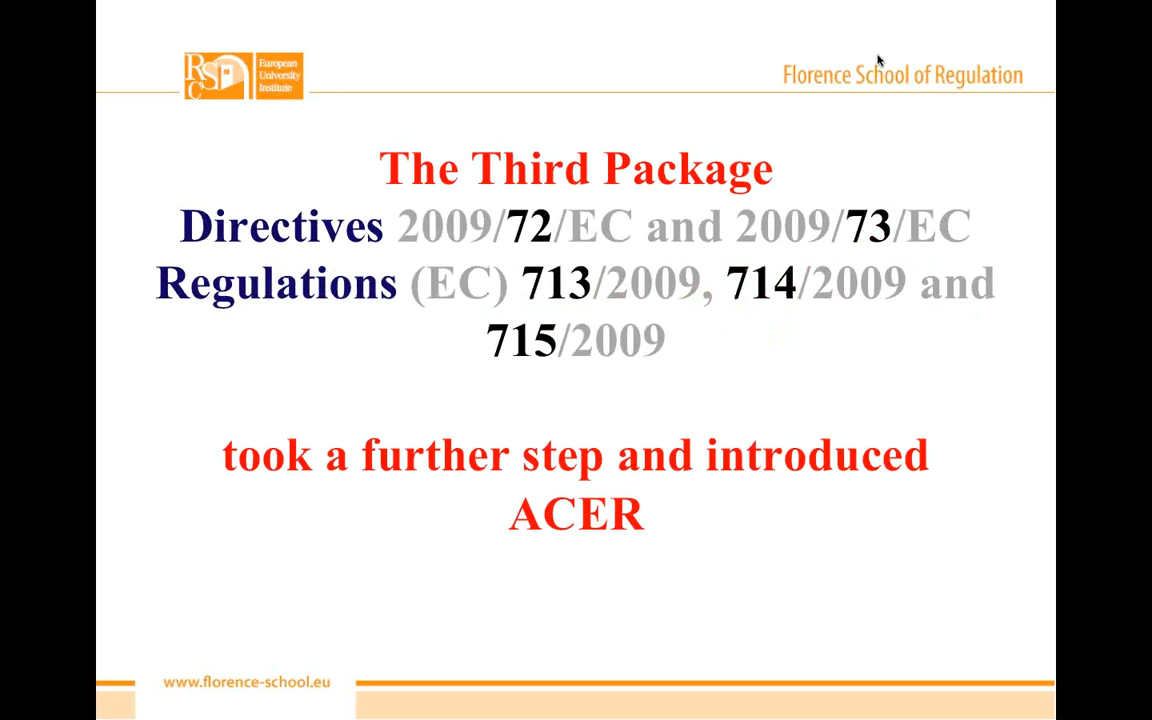 RSC
European
University
Institute
Florence School of Regulation
The Third Package
Directives 2009/72/EC and 2009/73/EC
Regulations (EC) 713/2009, 714/2009 and
715/2009
took a further step and introduced
ACER
www.florence-school.eu